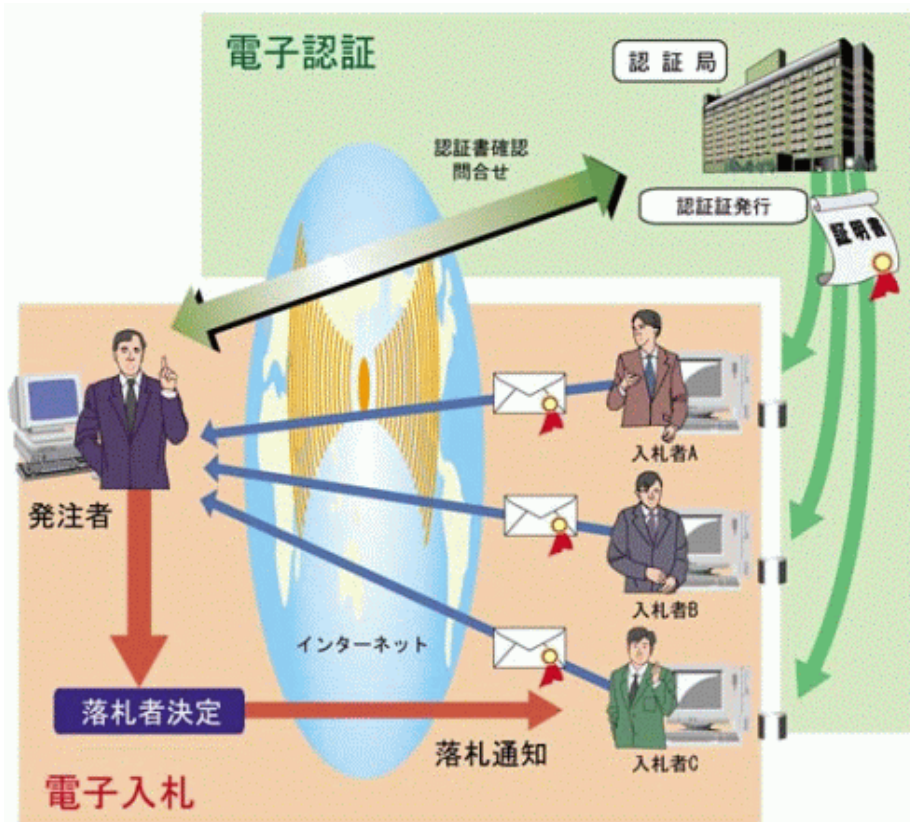 電子認証
認証局
認証書確認
問合せ
認証証発行
証明書
入札者A
発注者
入札者B
インターネット
落札者決定
落札通知
入札者C
電子入札